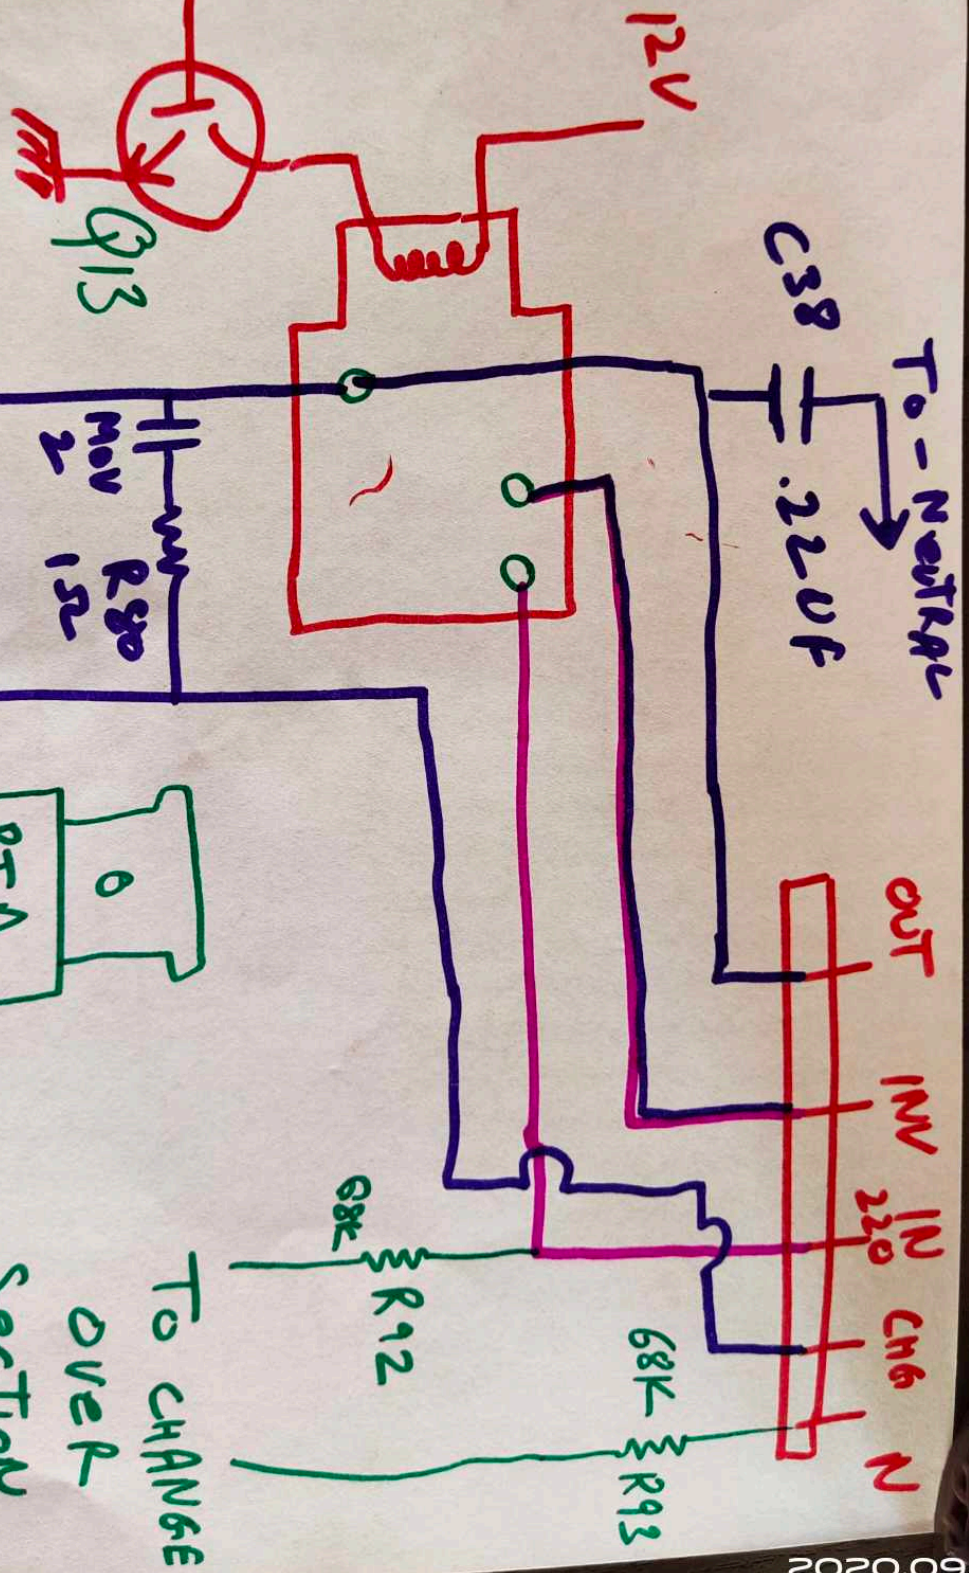 12V
Q13
C38
.22UF
To-NeuTRAL
MOV
2
R80
1Ω
OUT
INV
IN
220
CHG
N
68K
R92
68K
R93
TO CHANGE
OVER
SecTION
2020.09